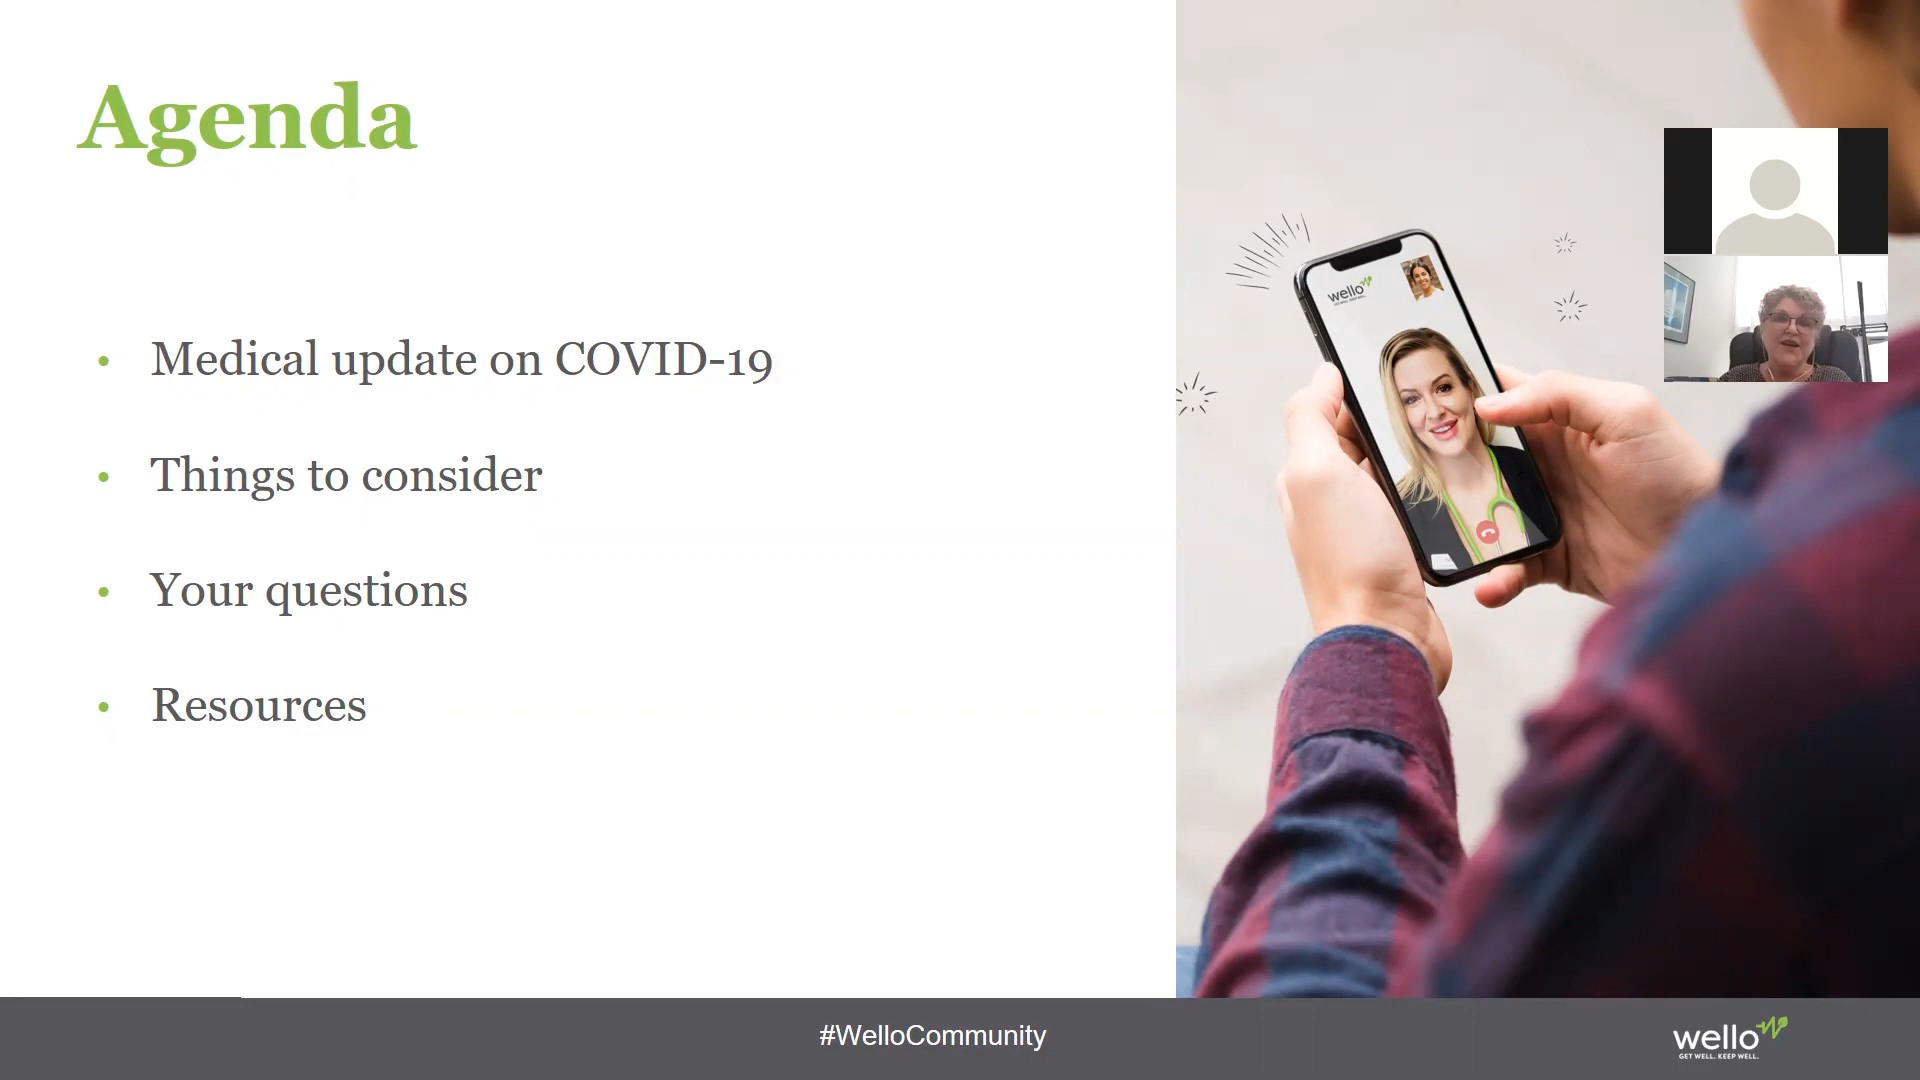 Agenda
• Medical update on COVID-19
• Things to consider
• Your questions
• Resources
wello
#WelloCommunity
wello
GET WELL. KEEP WELL.